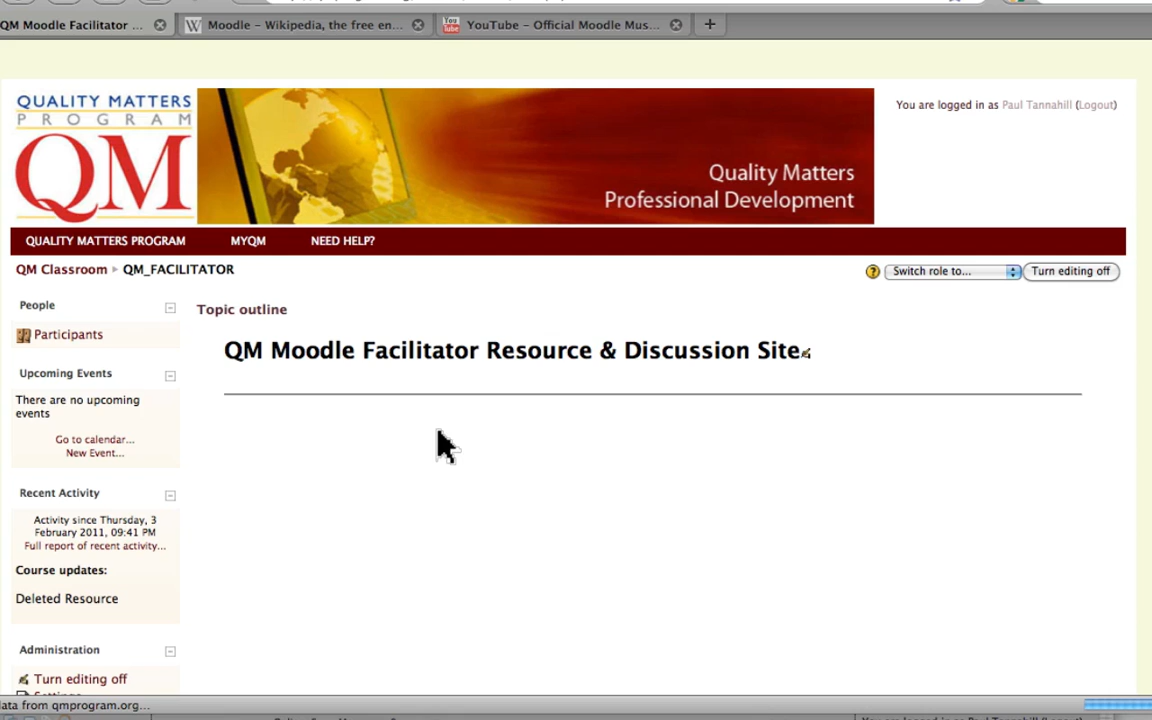 QM Moodle Facilitator ...
Moodle – Wikipedia, the free en...
You Tube
YouTube – Official Moodle Mus...
QUALITY MATTERS
PROGRAM
QM
Quality Matters
Professional Development
You are logged in as Paul Tannahill (Logout)
QUALITY MATTERS PROGRAM
MYQM
NEED HELP?
QM Classroom ▸ QM_FACILITATOR
Switch role to...
Turn editing off
People
Participants
Upcoming Events
There are no upcoming
events
Go to calendar...
New Event...
Recent Activity
Activity since Thursday, 3
February 2011, 09:41 PM
Full report of recent activity...
Course updates:
Deleted Resource
Administration
Turn editing off
Topic outline
QM Moodle Facilitator Resource & Discussion Site
data from qmprogram.org...